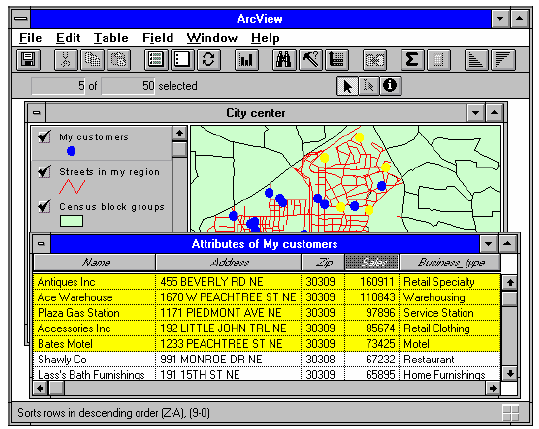 ArcView
File Edit Table Field Window Help
5 of 50 selected
City center
My customers
Streets in my region
Census block groups
Attributes of My customers
Name Address Zip Sales Business_type
Antiques Inc 455 BEVERLY RD NE 30309 160911 Retail Specialty
Ace Warehouse 1670 W PEACHTREE ST NE 30309 110843 Warehousing
Plaza Gas Station 1171 PIEDMONT AVE NE 30309 97896 Service Station
Accessories Inc 192 LITTLE JOHN TRL NE 30309 85674 Retail Clothing
Bates Motel 1233 PEACHTREE ST NE 30309 73425 Motel
Shawly Co 991 MONROE DR NE 30308 67232 Restaurant
Lass's Bath Furnishings 191 15TH ST NE 30309 65895 Home Furnishings
Sorts rows in descending order (Z-A), (9-0)